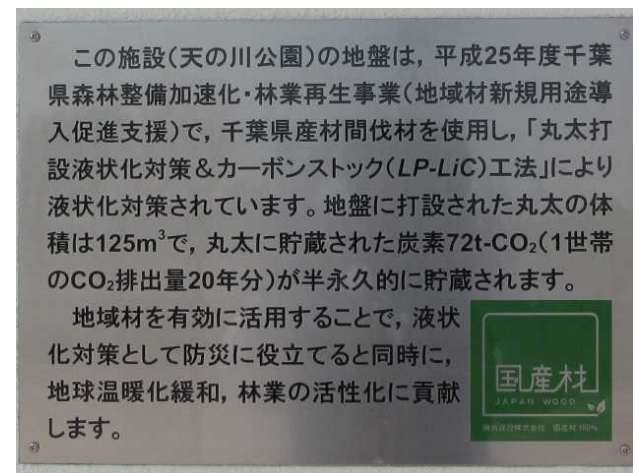 この施設(天の川公園)の地盤は，平成25年度千葉
県森林整備加速化・林業再生事業(地域材新規用途導
入促進支援)で，千葉県産材間伐材を使用し，「丸太打
設液状化対策＆カーボンストック(LP-LiC)工法」により
液状化対策されています。地盤に打設された丸太の体
積は125m³で，丸太に貯蔵された炭素72t-CO₂(1世帯
のCO₂排出量20年分)が半永久的に貯蔵されます。
地域材を有効に活用することで，液状
化対策として防災に役立てると同時に，
地球温暖化緩和，林業の活性化に貢献
します。
国産材
JAPAN WOOD
国産材100%